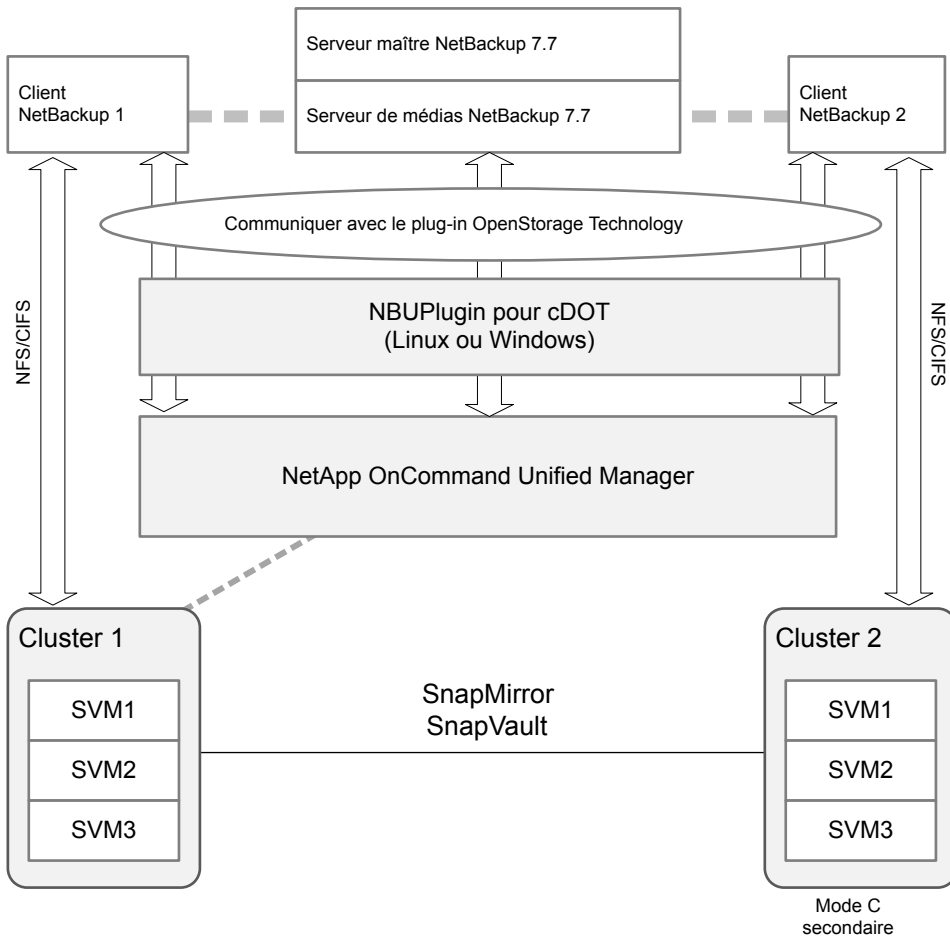 Serveur maître NetBackup 7.7
Client
NetBackup 1
Serveur de médias NetBackup 7.7
Client
NetBackup 2
Communiquer avec le plug-in OpenStorage Technology
NFS/CIFS
NBUPlugin pour cDOT
(Linux ou Windows)
NFS/CIFS
NetApp OnCommand Unified Manager
Cluster 1
SVM1
SVM2
SVM3
SnapMirror
SnapVault
Cluster 2
SVM1
SVM2
SVM3
Mode C
secondaire